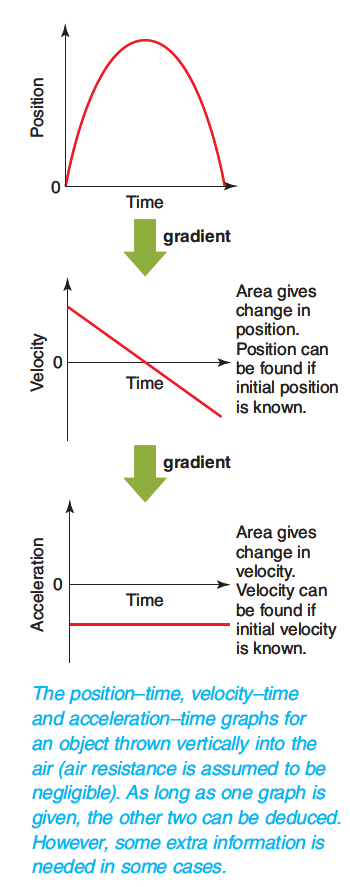 Position
0
Time
gradient
Velocity
0
Time
Area gives
change in
position.
Position can
be found if
initial position
is known.
gradient
Acceleration
0
Time
Area gives
change in
velocity.
Velocity can
be found if
initial velocity
is known.
The position–time, velocity–time
and acceleration–time graphs for
an object thrown vertically into the
air (air resistance is assumed to be
negligible). As long as one graph is
given, the other two can be deduced.
However, some extra information is
needed in some cases.